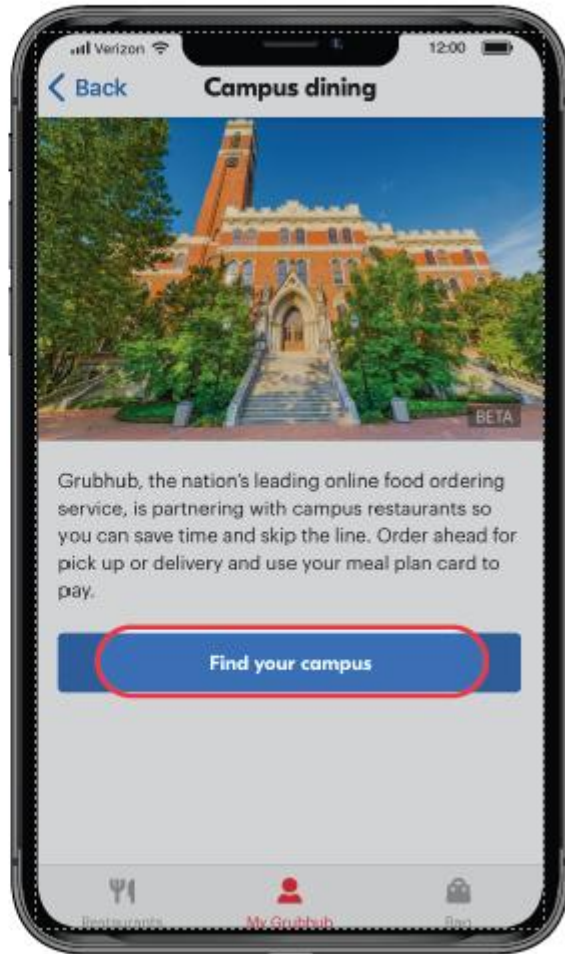 Verizon 12:00
Back Campus dining
BETA
Grubhub, the nation's leading online food ordering
service, is partnering with campus restaurants so
you can save time and skip the line. Order ahead for
pick up or delivery and use your meal plan card to
pay.
Find your campus
Restaurants My Grubhub Bag